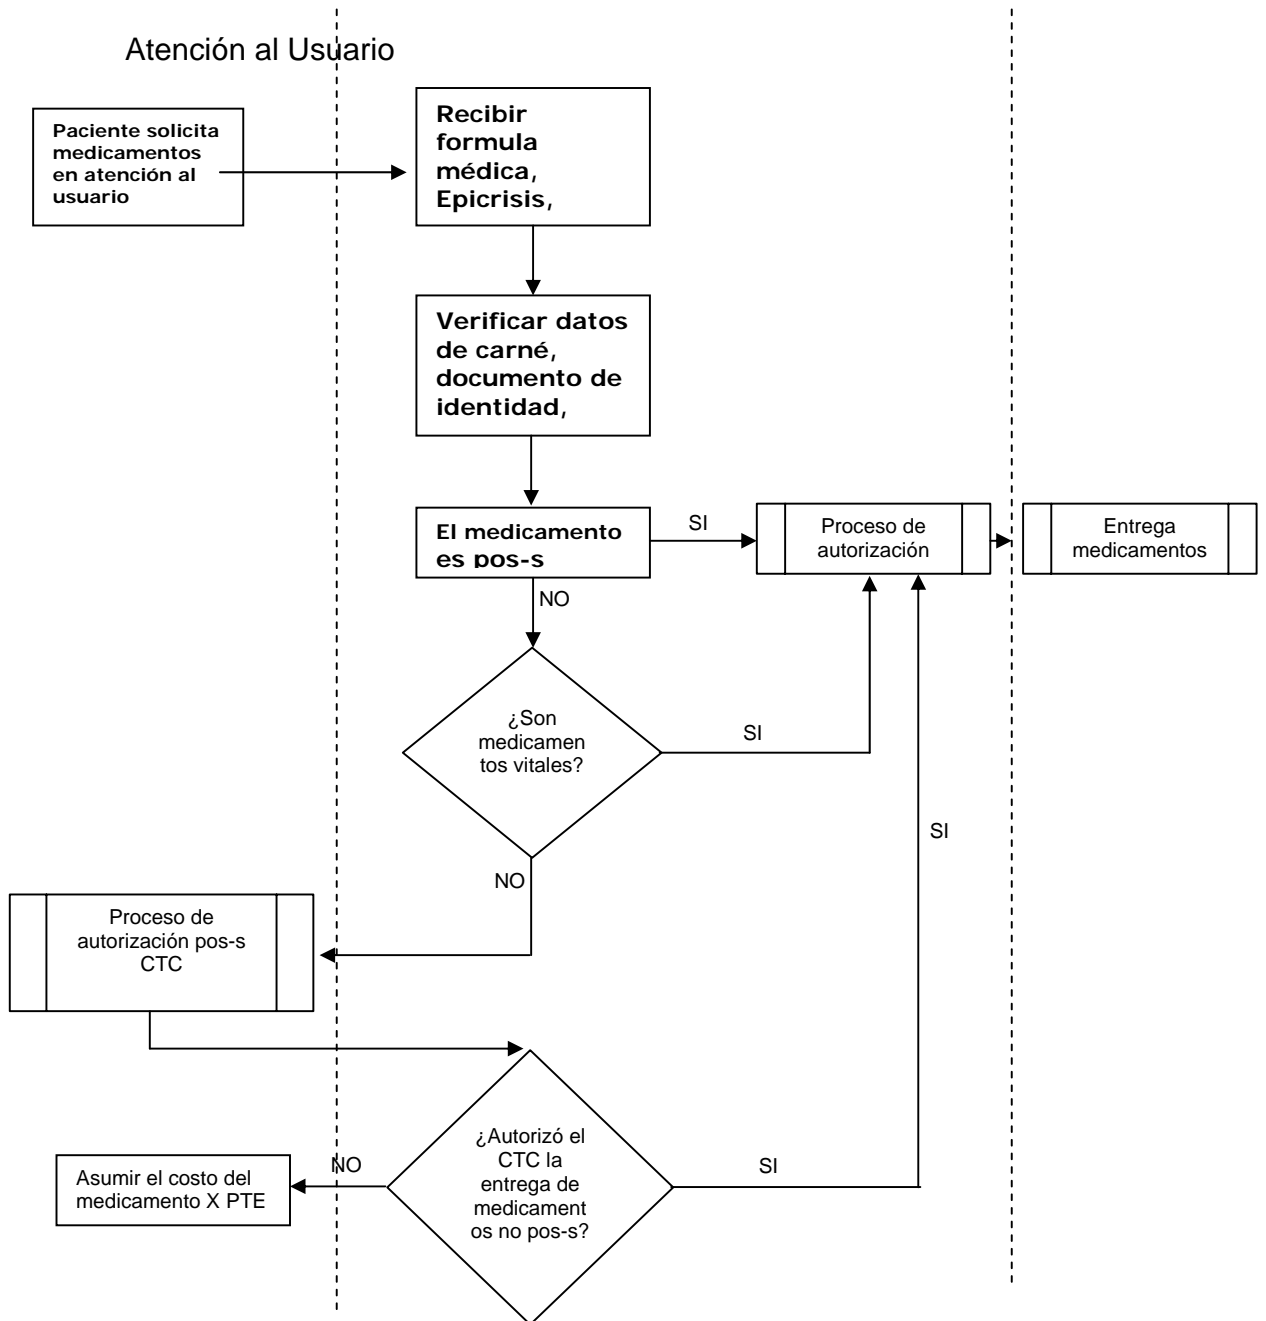 Atención al Usuario
Paciente solicita
medicamentos
en atención al
usuario
Recibir
formula
médica,
Epicrisis,
Verificar datos
de carné,
documento de
identidad,
El medicamento
es pos-s
SI
Proceso de
autorización
Entrega
medicamentos
NO
¿Son
medicamen
tos vitales?
SI
SI
NO
Proceso de
autorización pos-s
CTC
¿Autorizó el
CTC la
entrega de
medicament
os no pos-s?
NO
SI
Asumir el costo del
medicamento X PTE